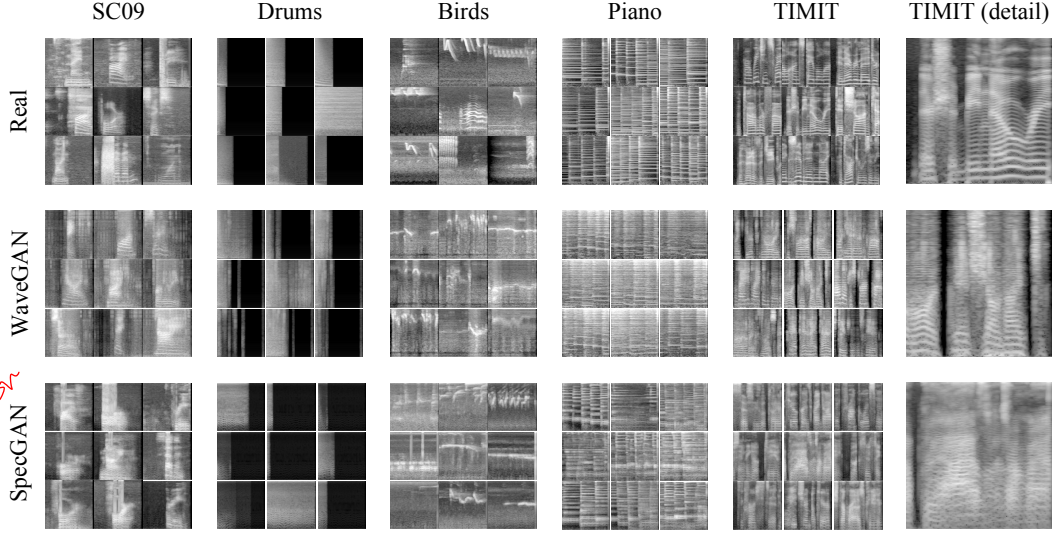 SC09 Drums Birds Piano TIMIT TIMIT (detail)
Real
WaveGAN
SpecGAN